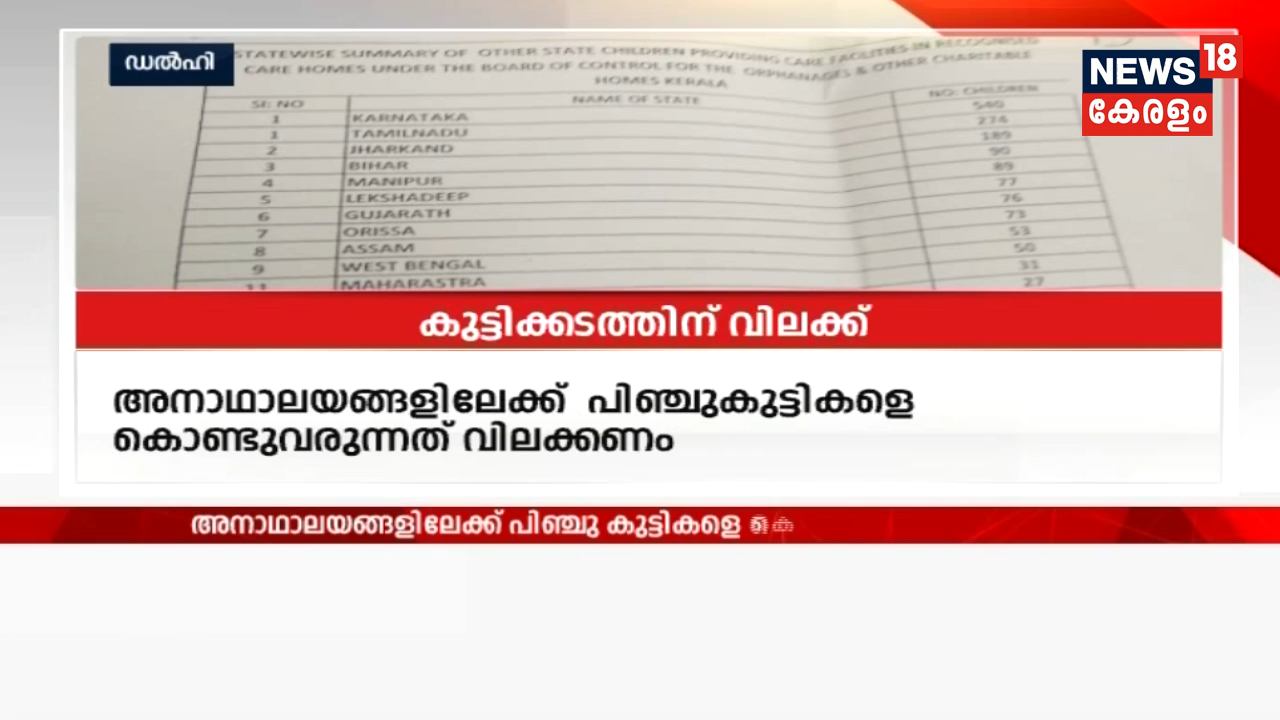 ഡൽഹി
STATEWISE SUMMARY OF OTHER STATE CHILDREN PROVIDING CARE FACILITIES IN RECOGNISED
CARE HOMES UNDER THE BOARD OF CONTROL FOR THE ORPHANAGES & OTHER CHARITABLE
HOMES KERALA
NEWS 18
കേരളം
SI: NO NAME OF STATE NO: CHILDREN
1 KARNATAKA 540
1 TAMILNADU 274
2 JHARKAND 189
3 BIHAR 90
4 MANIPUR 89
5 LEKSHADEEP 77
6 GUJARATH 76
7 ORISSA 73
8 ASSAM 53
9 WEST BENGAL 50
11 MAHARASTRA 31
27
കുട്ടിക്കടത്തിന് വിലക്ക്
അനാഥാലയങ്ങളിലേക്ക് പിഞ്ചുകുട്ടികളെ
കൊണ്ടുവരുന്നത് വിലക്കണം
അനാഥാലയങ്ങളിലേക്ക് പിഞ്ചു കുട്ടികളെ